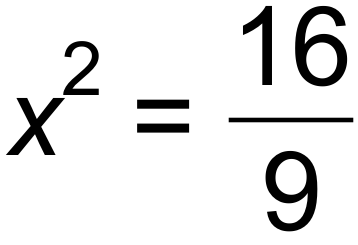 x² = 16/9